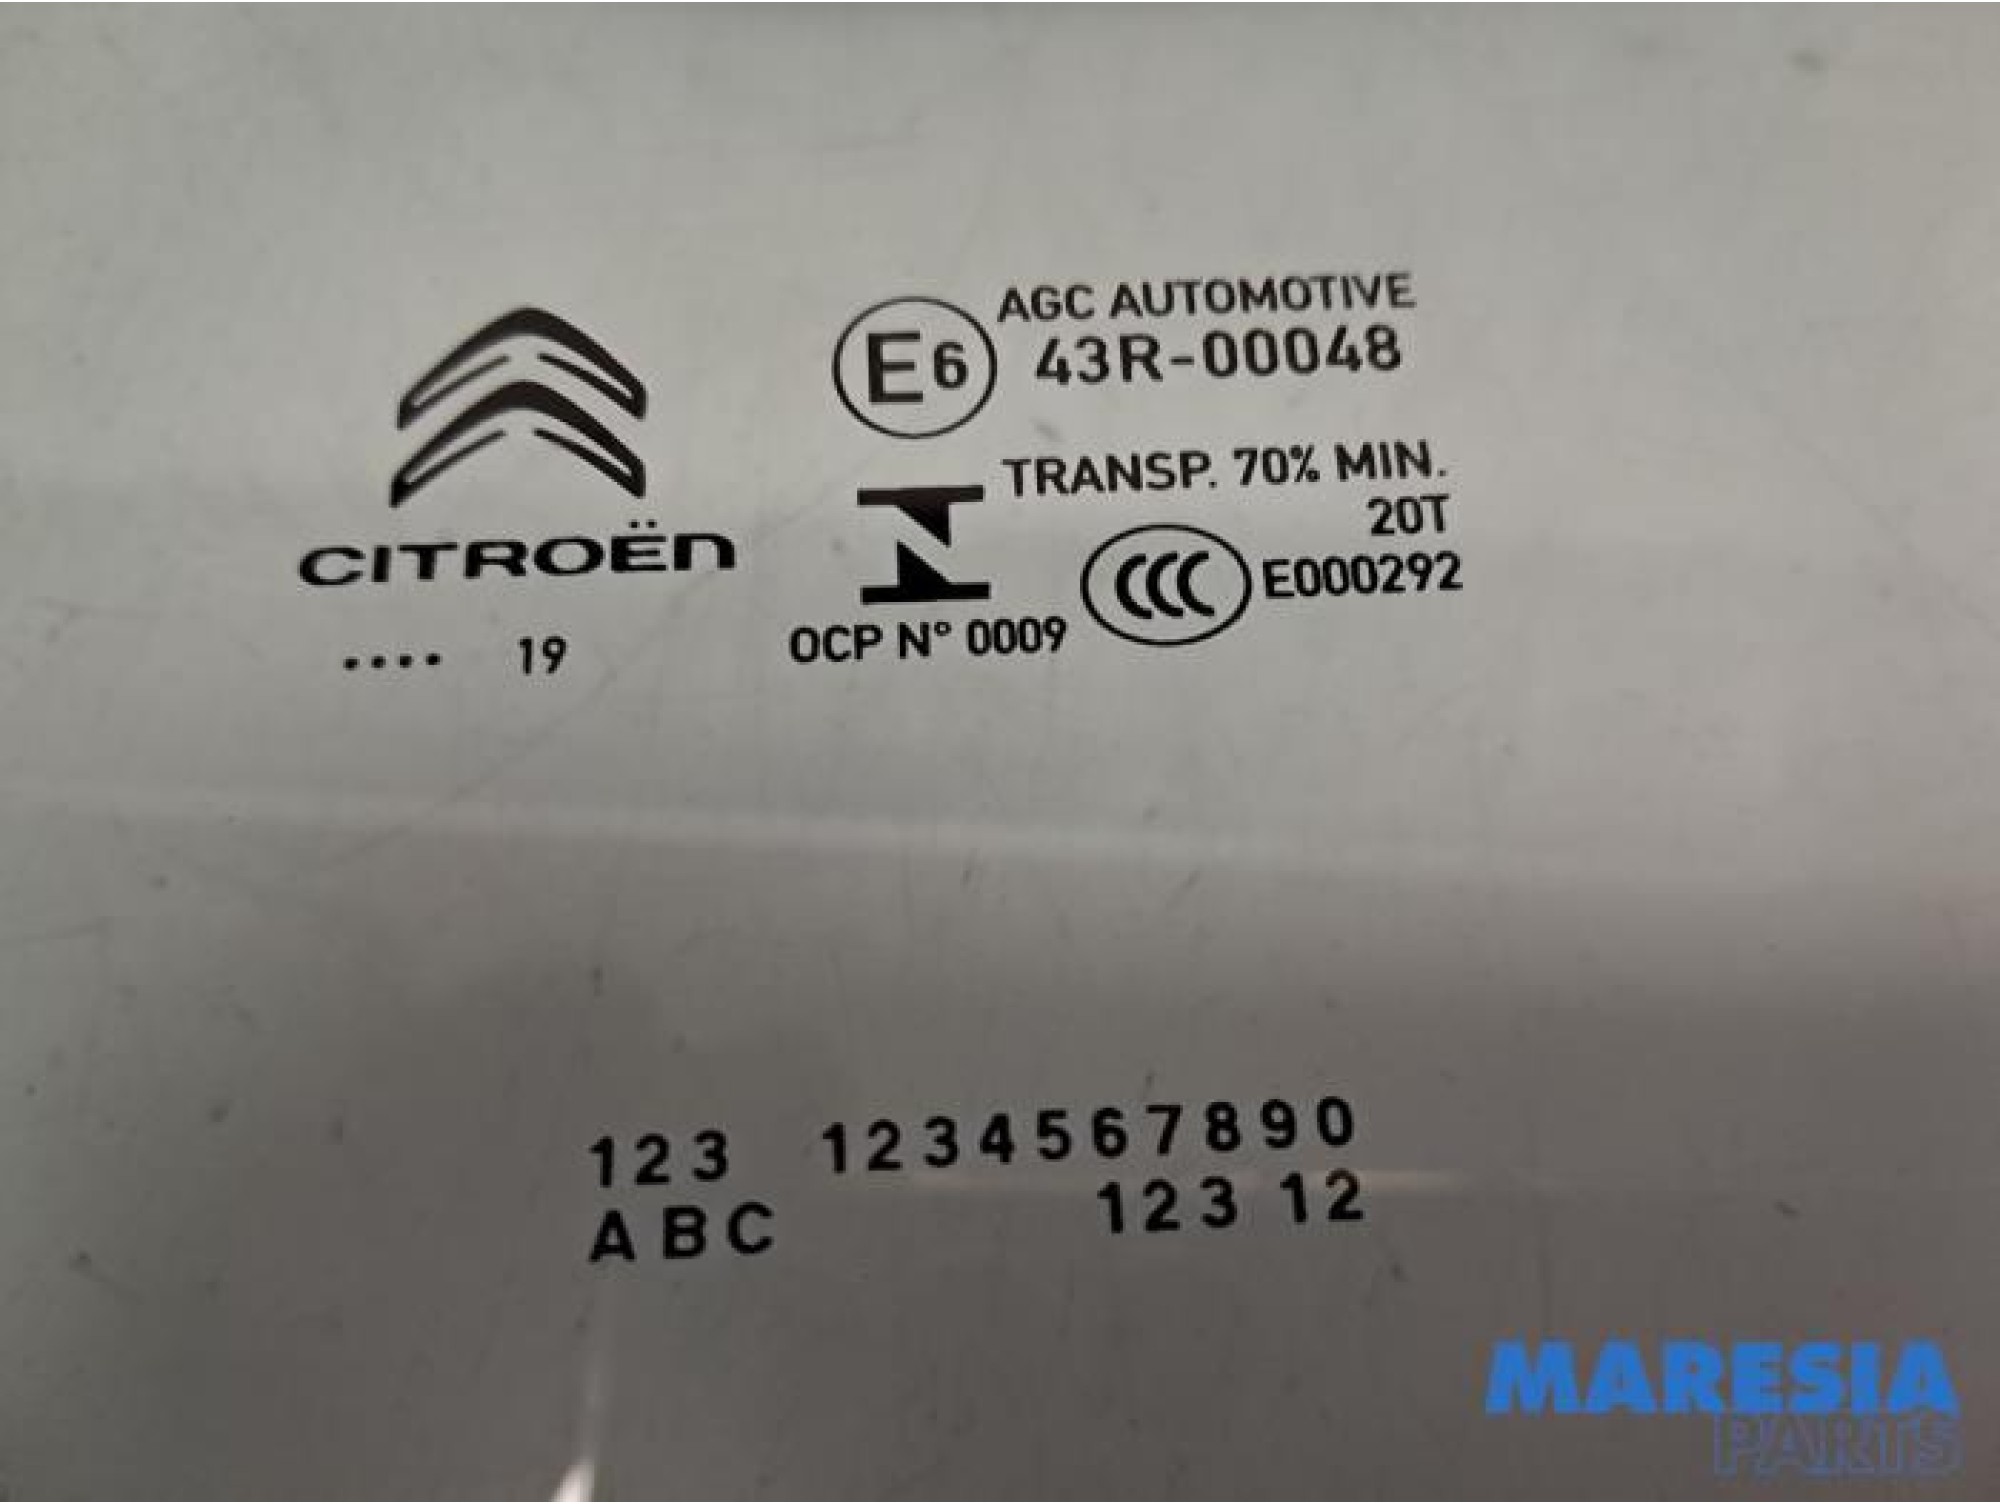 CITROËN
.... 19
E6
AGC AUTOMOTIVE
43R-00048
TRANSP. 70% MIN.
20T
CCC E000292
OCP N° 0009
123 1234567890
ABC 123 12
MARESIA
PARTS